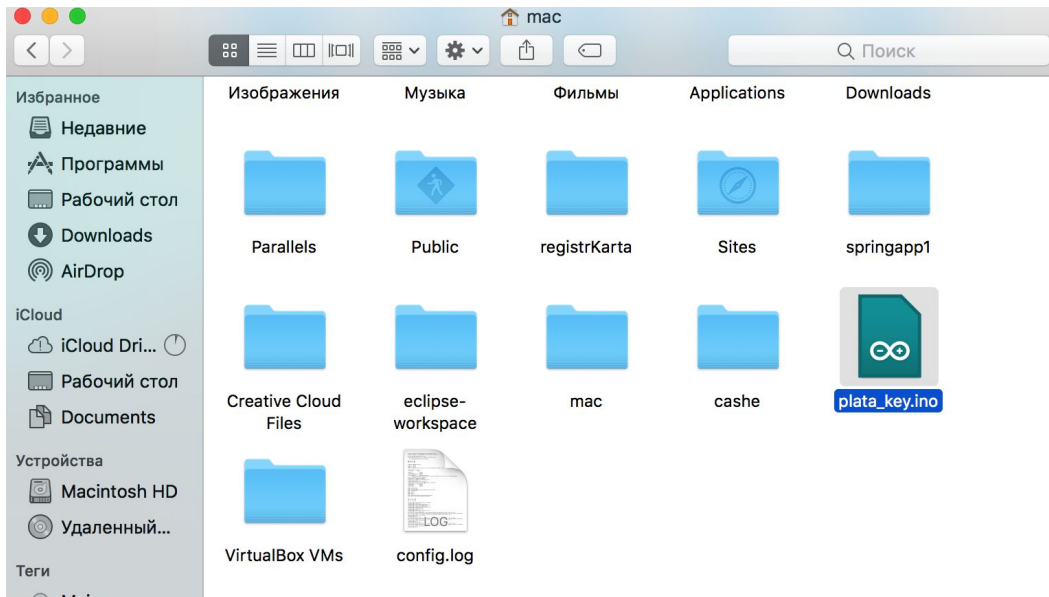 mac
Поиск
Избранное
Недавние
Программы
Рабочий стол
Downloads
AirDrop
iCloud
iCloud Dri...
Рабочий стол
Documents
Устройства
Macintosh HD
Удаленный...
Теги
Изображения
Музыка
Фильмы
Applications
Downloads
Parallels
Public
registrKarta
Sites
springapp1
Creative Cloud
Files
eclipse-
workspace
mac
cashe
plata_key.ino
VirtualBox VMs
LOG
config.log